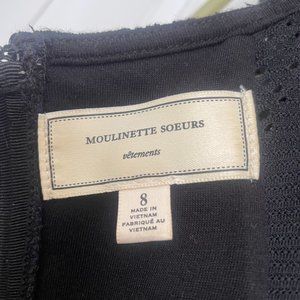 MOULINETTE SOEURS
vêtements
8
MADE IN
VIETNAM
FABRIQUÉ AU
VIETNAM